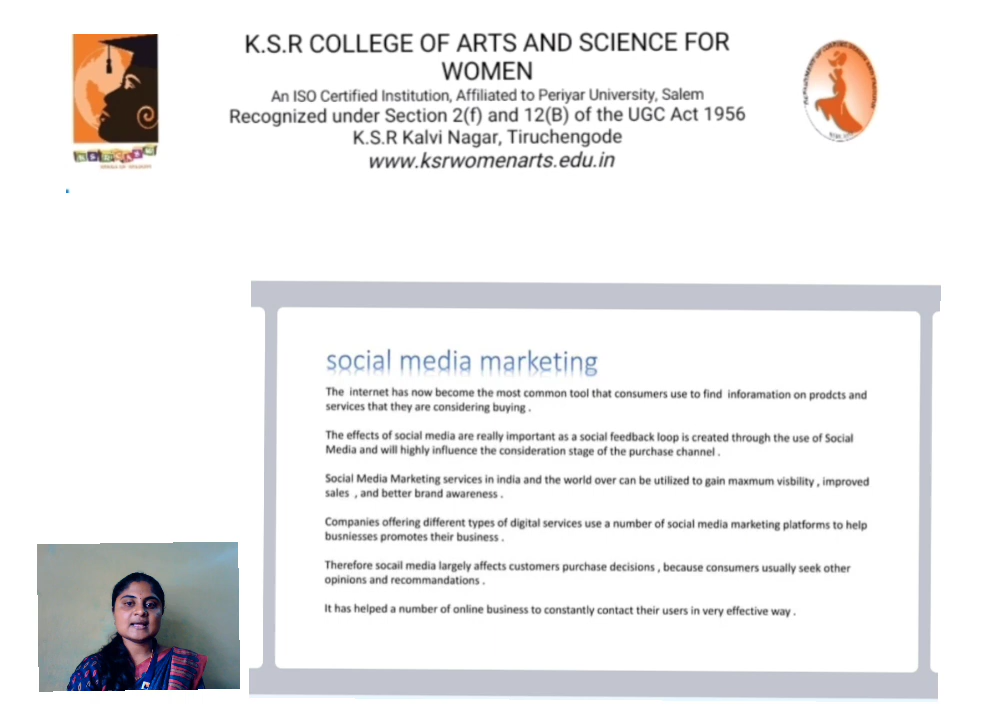 K.S.R COLLEGE OF ARTS AND SCIENCE FOR
WOMEN
An ISO Certified Institution, Affiliated to Periyar University, Salem
Recognized under Section 2(f) and 12(B) of the UGC Act 1956
K.S.R Kalvi Nagar, Tiruchengode
www.ksrwomenarts.edu.in
social media marketing
The internet has now become the most common tool that consumers use to find inforamation on prodcts and
services that they are considering buying .
The effects of social media are really important as a social feedback loop is created through the use of Social
Media and will highly influence the consideration stage of the purchase channel .
Social Media Marketing services in india and the world over can be utilized to gain maxmum visbility , improved
sales , and better brand awareness .
Companies offering different types of digital services use a number of social media marketing platforms to help
busniesses promotes their business .
Therefore socail media largely affects customers purchase decisions , because consumers usually seek other
opinions and recommandations .
It has helped a number of online business to constantly contact their users in very effective way .